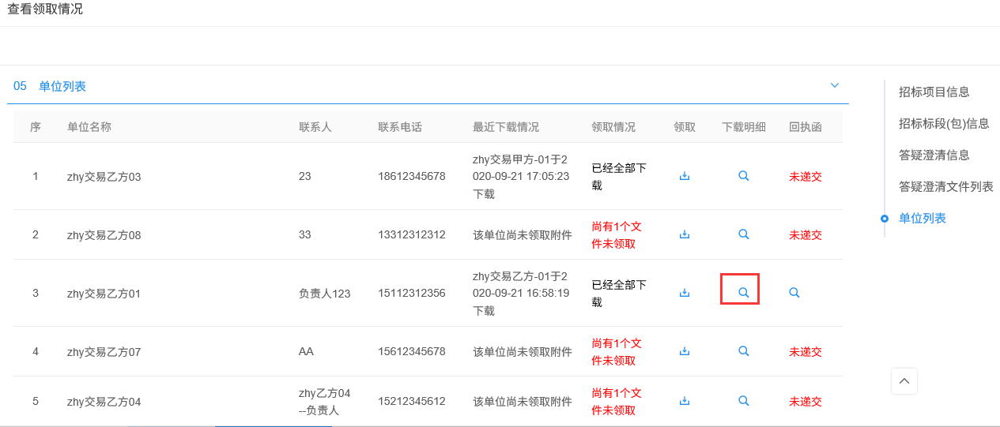 查看领取情况
05 单位列表
序 单位名称 联系人 联系电话 最近下载情况 领取情况 领取 下载明细 回执函
1 zhy交易乙方03 23 18612345678 zhy交易甲方-01于2
020-09-21 17:05:23
下载 已经全部下
载 未递交
2 zhy交易乙方08 33 13312312312 该单位尚未领取附件 尚有1个文
件未领取 未递交
3 zhy交易乙方01 负责人123 15112312356 zhy交易乙方-01于2
020-09-21 16:58:19
下载 已经全部下
载
4 zhy交易乙方07 AA 15612345678 该单位尚未领取附件 尚有1个文
件未领取 未递交
5 zhy交易乙方04 zhy乙方04
--负责人 15212345612 该单位尚未领取附件 尚有1个文
件未领取 未递交
招标项目信息
招标标段(包)信息
答疑澄清信息
答疑澄清文件列表
单位列表